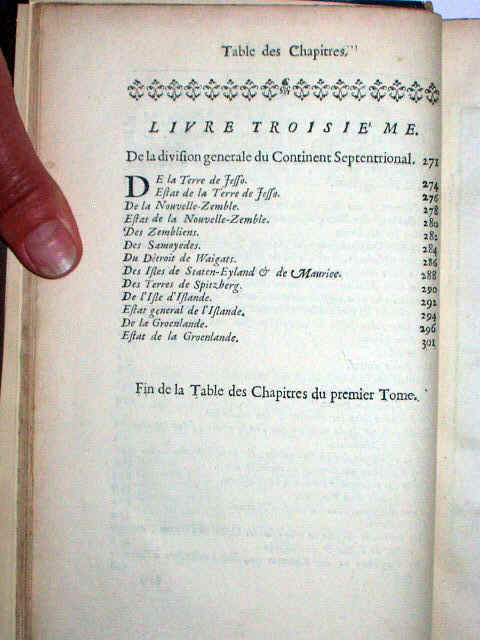 Table des Chapitres.
LIVRE TROISIE'ME.
De la division generale du Continent Septentrional. 271
DE la Terre de Jesso. 274
Estat de la Terre de Jesso. 276
De la Nouvelle-Zemble. 278
Estat de la Nouvelle-Zemble. 280
Des Zembliens. 282
Des Samoyedes. 284
Du Détroit de Waigats. 286
Des Isles de Staten-Eyland & de Maurice. 288
Des Terres de Spitzberg. 290
De l'Isle d'Islande. 292
Estat general de l'Islande. 294
De la Groenlande. 296
Estat de la Groenlande. 301
Fin de la Table des Chapitres du premier Tome.